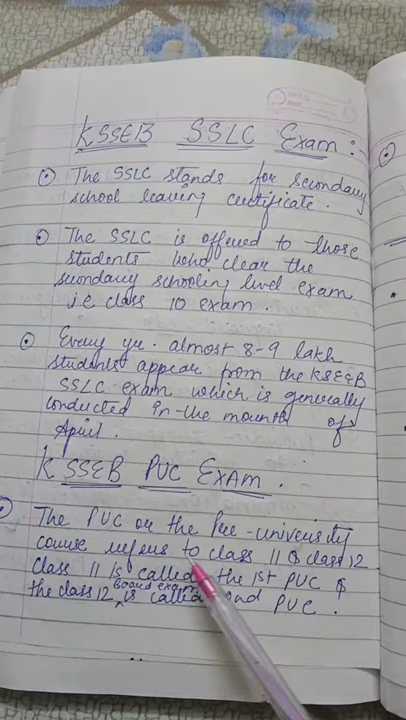 KSSEB SSLC Exam :
The SSLC stands for secondary
school leaving certificate.
The SSLC is offered to those
students who clear the
secondary schooling level exam
i.e class 10 exam.
Every yr. almost 8-9 lakh
students appear from the KSEEB
SSLC exam which is generally
conducted in the mounth of
April.
KSSEB PUC EXAM.
The PUC or the Pre-university
course refers to class 11 & class 12
class 11 is called the 1st PUC &
the class 12 board exam is called 2nd PUC.